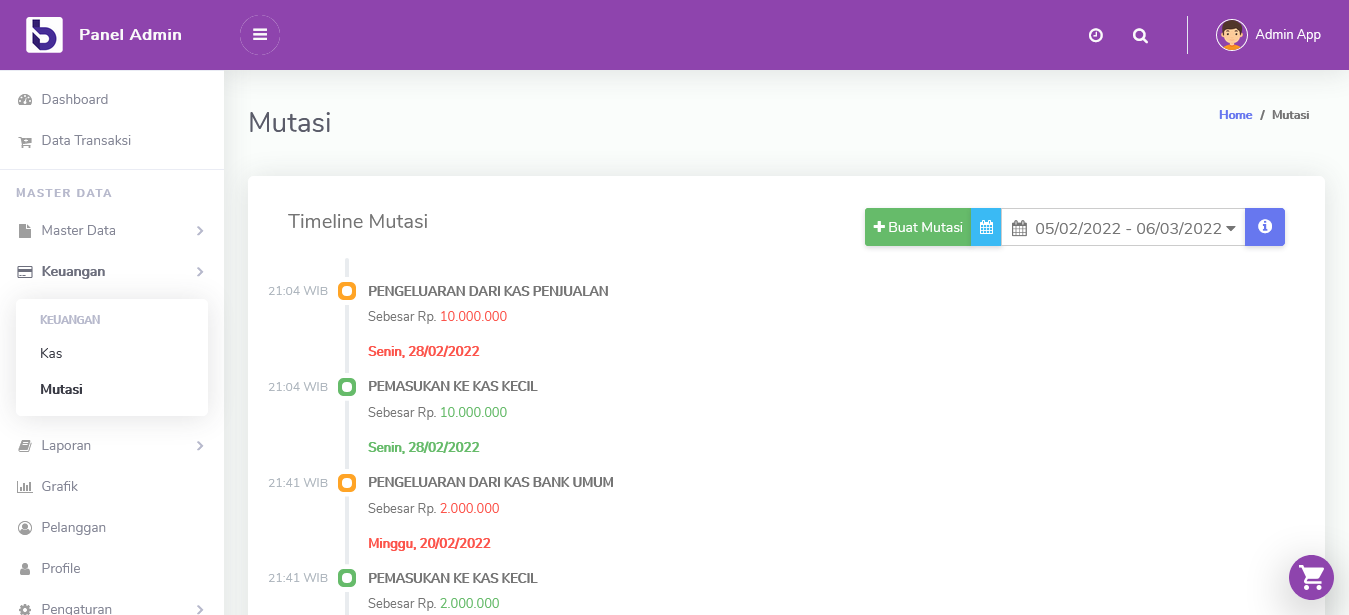 Panel Admin
Admin App
Dashboard
Data Transaksi
MASTER DATA
Master Data
Keuangan
KEUANGAN
Kas
Mutasi
Laporan
Grafik
Pelanggan
Profile
Pengaturan
Mutasi
Home / Mutasi
Timeline Mutasi
Buat Mutasi
05/02/2022 - 06/03/2022
21:04 WIB PENGELUARAN DARI KAS PENJUALAN
Sebesar Rp. 10.000.000
Senin, 28/02/2022
21:04 WIB PEMASUKAN KE KAS KECIL
Sebesar Rp. 10.000.000
Senin, 28/02/2022
21:41 WIB PENGELUARAN DARI KAS BANK UMUM
Sebesar Rp. 2.000.000
Minggu, 20/02/2022
21:41 WIB PEMASUKAN KE KAS KECIL
Sebesar Rp. 2.000.000